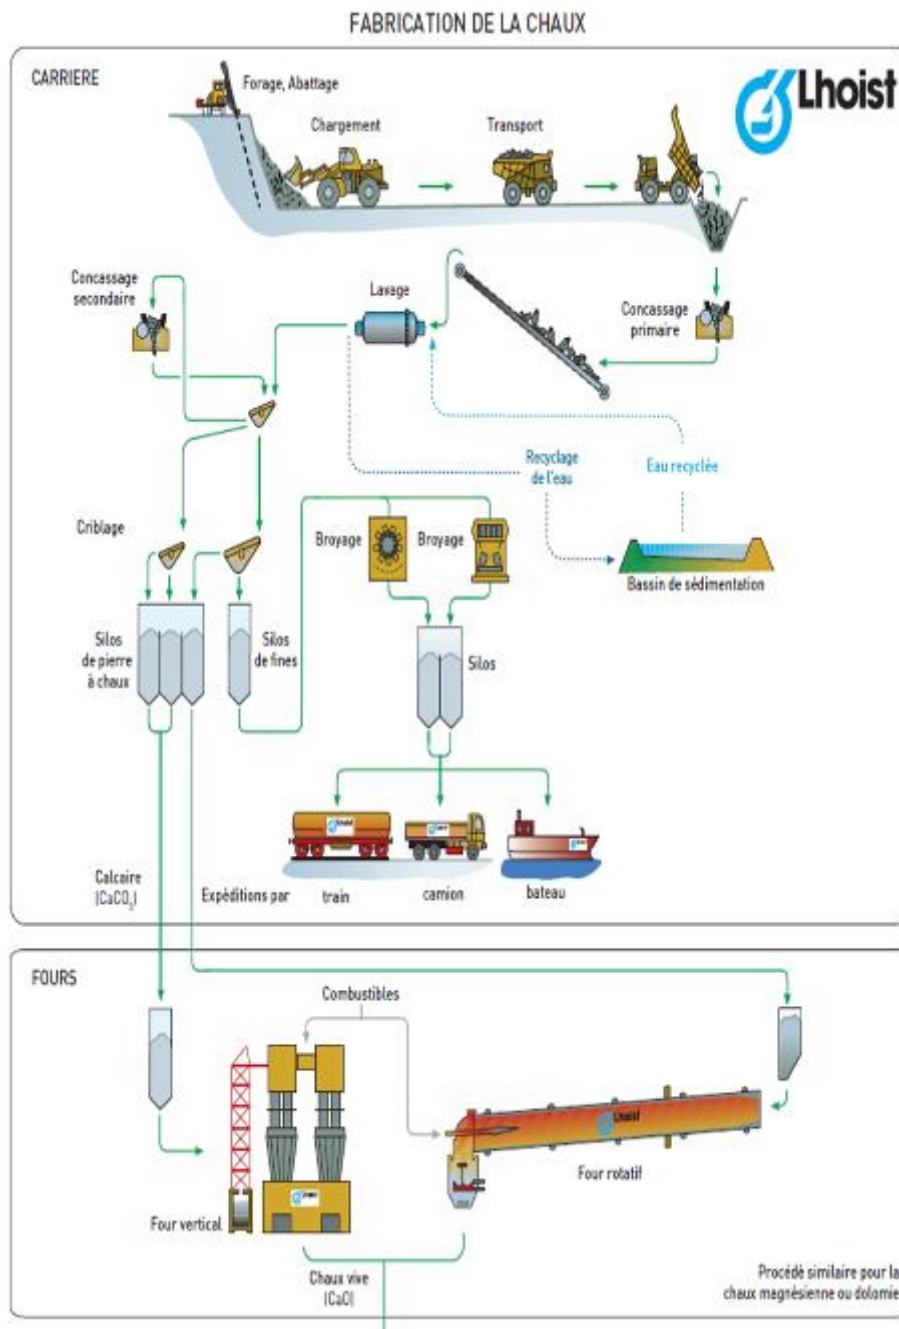 FABRICATION DE LA CHAUX
CARRIERE
Lhoist
Forage, Abattage
Chargement
Transport
Concassage
secondaire
Lavage
Concassage
primaire
Recyclage
de l'eau
Eau recyclée
Criblage
Broyage
Broyage
Bassin de sédimentation
Silos
de pierre
à chaux
Silos
de fines
Silos
Lhoist
Calcaire
(CaCO₃)
Expéditions par
train
camion
bateau
FOURS
Combustibles
Lhoist
Four rotatif
Four vertical
Chaux vive
(CaO)
Procédé similaire pour la
chaux magnésienne ou dolomie